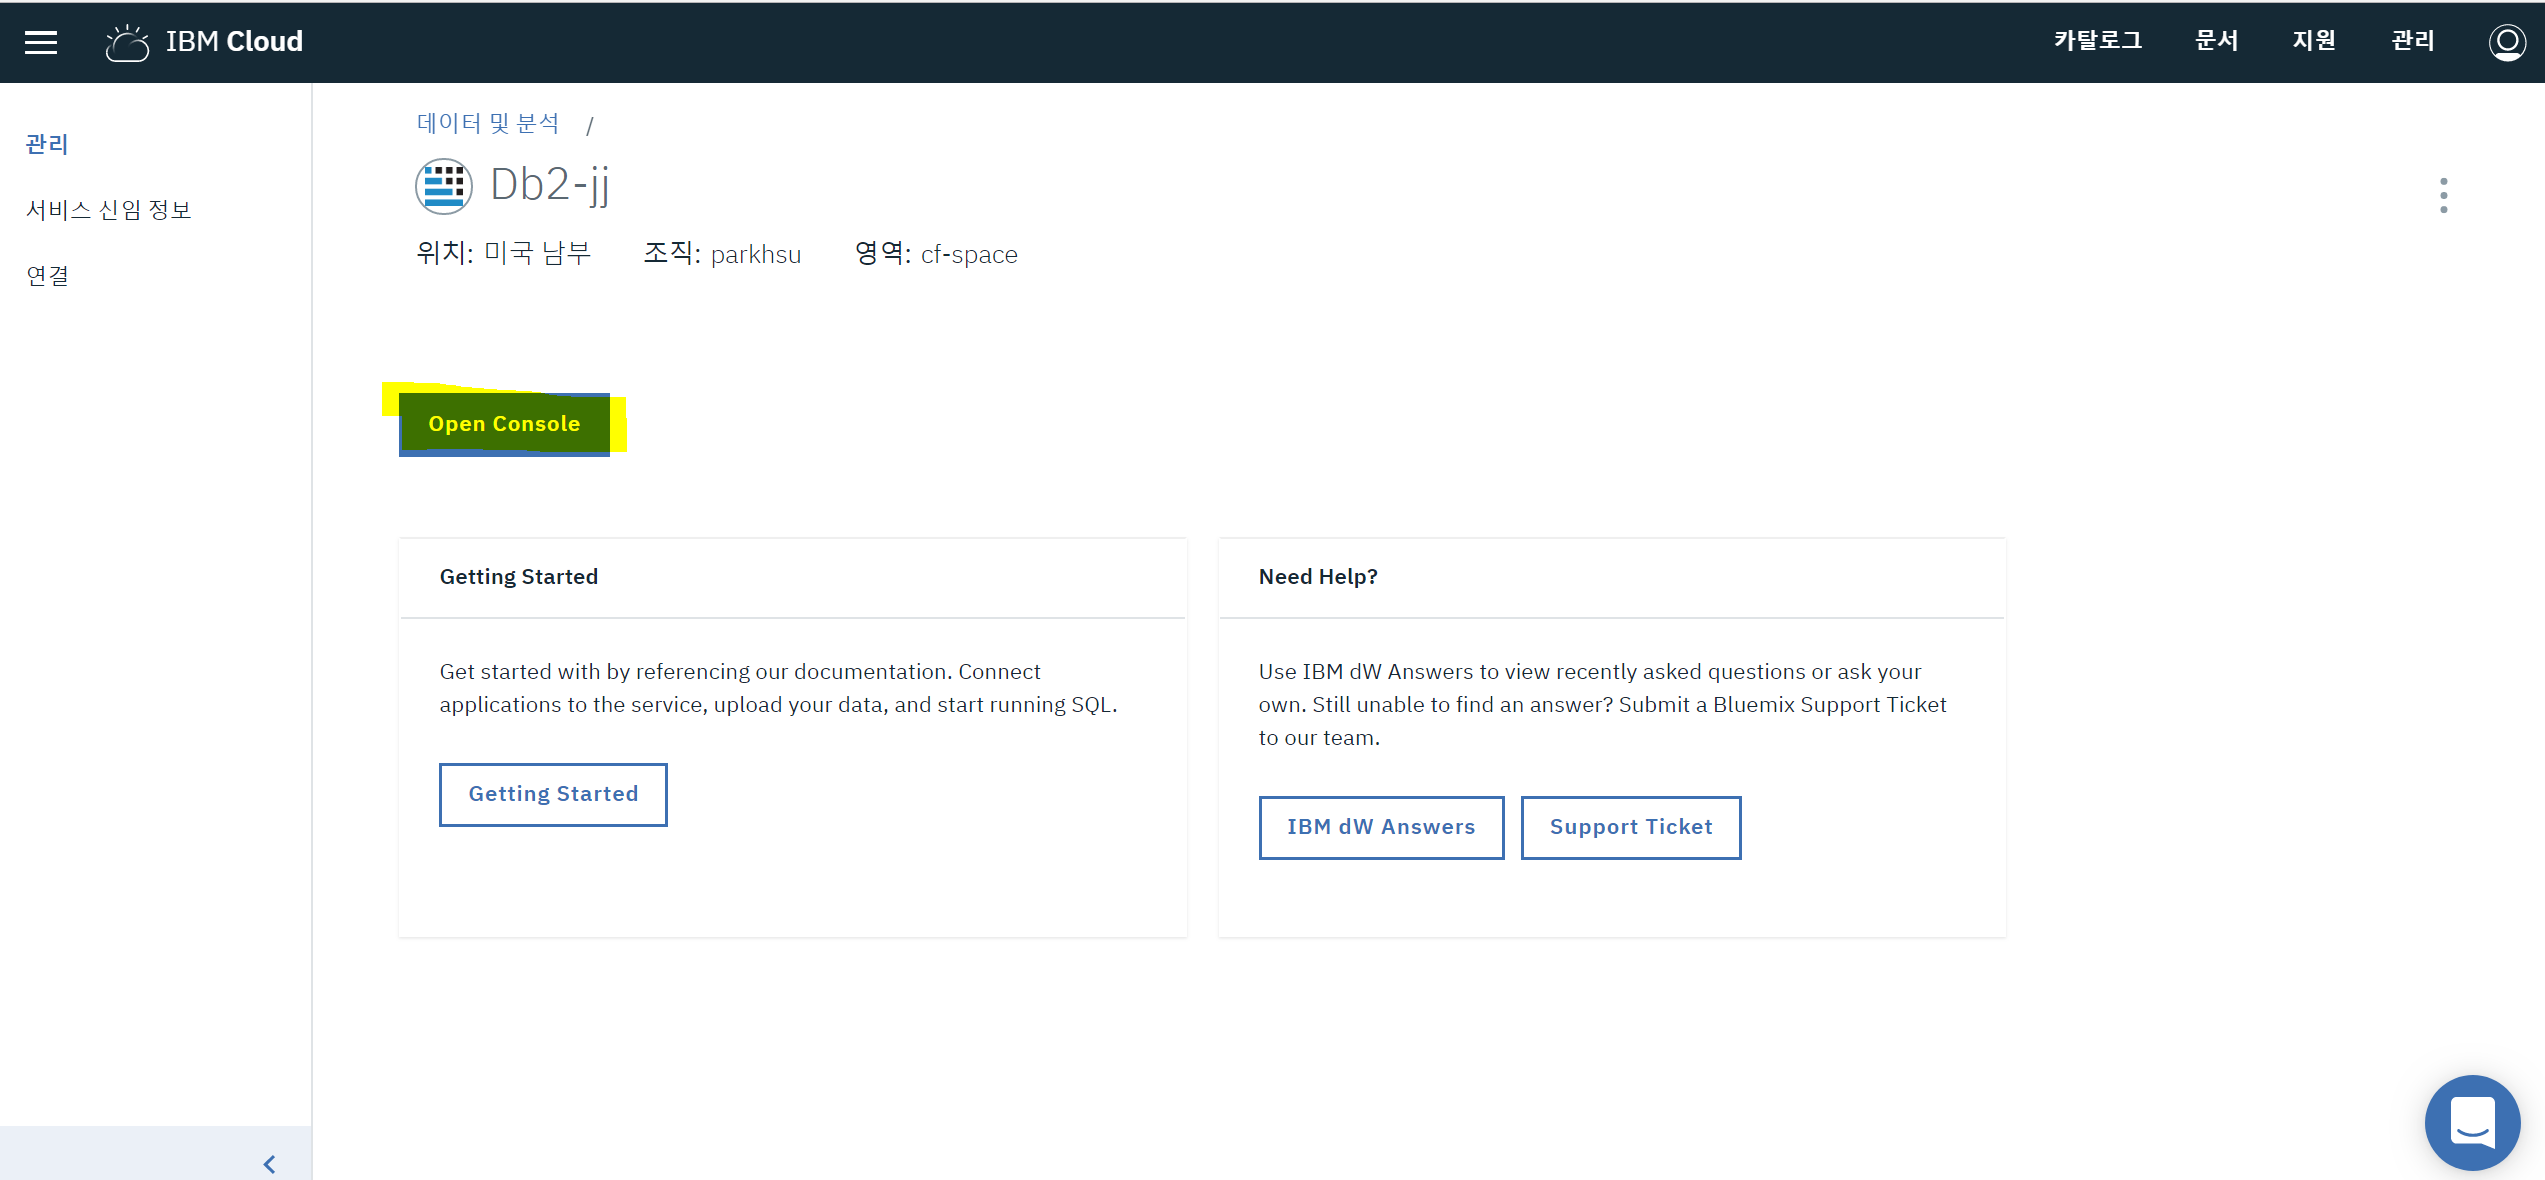 IBM Cloud
카탈로그 문서 지원 관리
관리
서비스 신임 정보
연결
데이터 및 분석 /
Db2-jj
위치: 미국 남부 조직: parkhsu 영역: cf-space
Open Console
Getting Started
Get started with by referencing our documentation. Connect
applications to the service, upload your data, and start running SQL.
Getting Started
Need Help?
Use IBM dW Answers to view recently asked questions or ask your
own. Still unable to find an answer? Submit a Bluemix Support Ticket
to our team.
IBM dW Answers Support Ticket